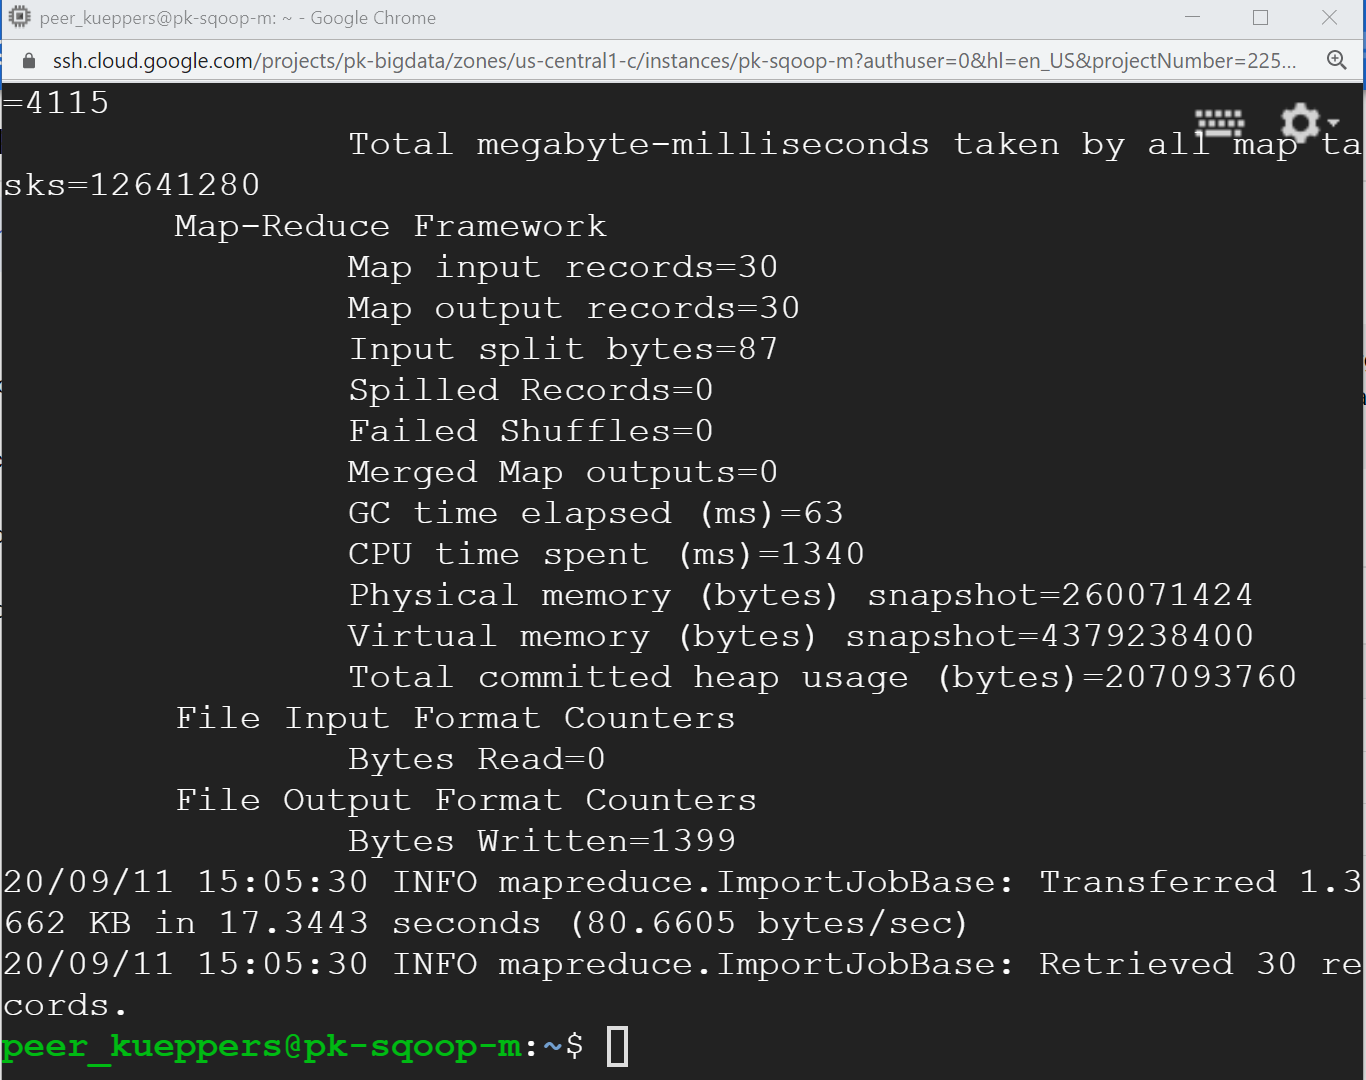 peer_kueppers@pk-sqoop-m: ~ - Google Chrome
ssh.cloud.google.com/projects/pk-bigdata/zones/us-central1-c/instances/pk-sqoop-m?authuser=0&hl=en_US&projectNumber=225...
=4115
Total megabyte-milliseconds taken by all map ta
sks=12641280
Map-Reduce Framework
Map input records=30
Map output records=30
Input split bytes=87
Spilled Records=0
Failed Shuffles=0
Merged Map outputs=0
GC time elapsed (ms)=63
CPU time spent (ms)=1340
Physical memory (bytes) snapshot=260071424
Virtual memory (bytes) snapshot=4379238400
Total committed heap usage (bytes)=207093760
File Input Format Counters
Bytes Read=0
File Output Format Counters
Bytes Written=1399
20/09/11 15:05:30 INFO mapreduce.ImportJobBase: Transferred 1.3
662 KB in 17.3443 seconds (80.6605 bytes/sec)
20/09/11 15:05:30 INFO mapreduce.ImportJobBase: Retrieved 30 re
cords.
peer_kueppers@pk-sqoop-m:~$